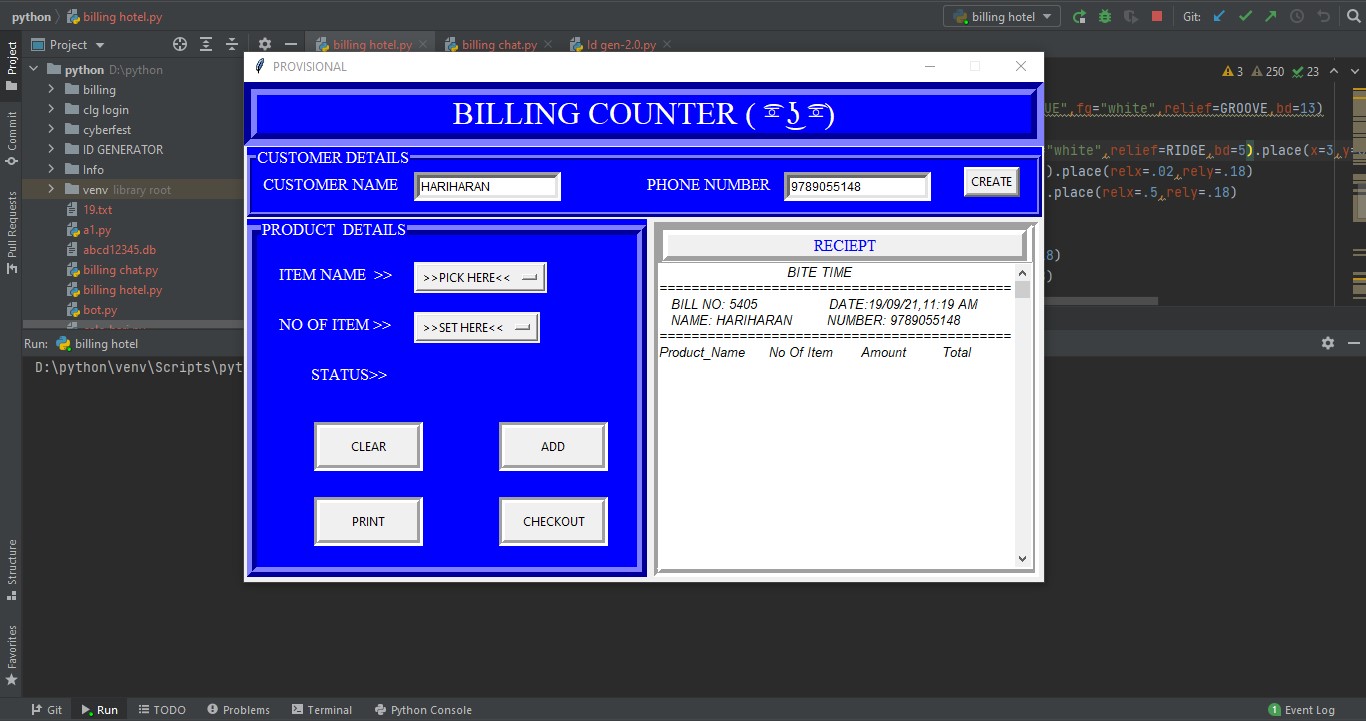 python
billing hotel.py
billing hotel
Git:
Project
billing hotel.py
billing chat.py
Id gen-2.0.py
Project
Commit
Pull Requests
Structure
Favorites
python D:\python
billing
clg login
cyberfest
ID GENERATOR
Info
venv library root
19.txt
a1.py
abcd12345.db
billing chat.py
billing hotel.py
bot.py
3 250 23
UE",fg="white",relief=GROOVE,bd=13)
"white",relief=RIDGE,bd=5).place(x=3,y=
).place(relx=.02,rely=.18)
.place(relx=.5,rely=.18)
8)
)
PROVISIONAL
BILLING COUNTER ( ͡° ͜ʖ ͡°)
CUSTOMER DETAILS
CUSTOMER NAME HARIHARAN PHONE NUMBER 9789055148 CREATE
PRODUCT DETAILS
ITEM NAME >> >>PICK HERE<<
NO OF ITEM >> >>SET HERE<<
STATUS>>
CLEAR ADD
PRINT CHECKOUT
RECIEPT
BITE TIME
============================================
BILL NO: 5405 DATE:19/09/21,11:19 AM
NAME: HARIHARAN NUMBER: 9789055148
============================================
Product_Name No Of Item Amount Total
Run: billing hotel
D:\python\venv\Scripts\pyt
Git Run TODO Problems Terminal Python Console 1 Event Log